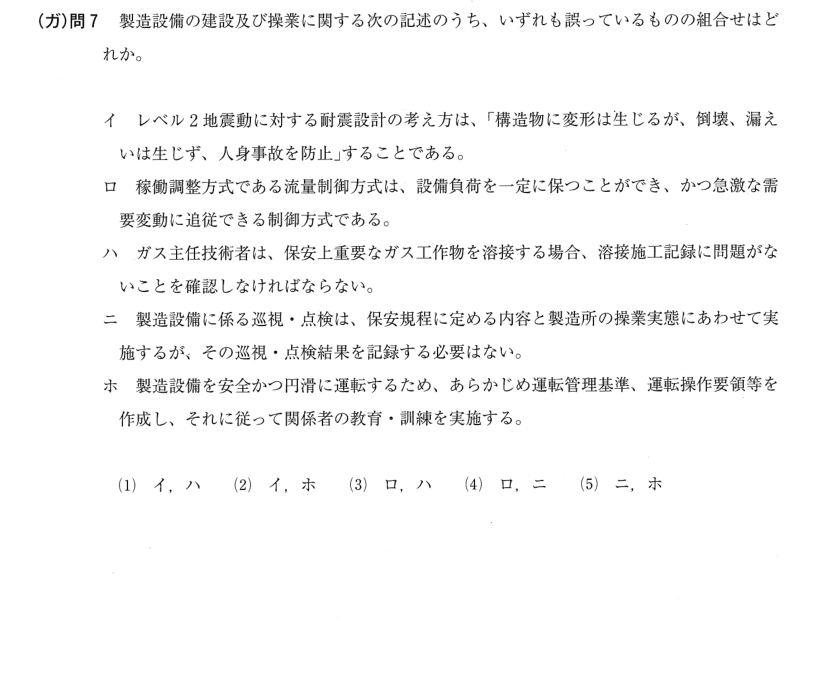 (ガ)問7 製造設備の建設及び操業に関する次の記述のうち、いずれも誤っているものの組合せはど
れか。
イ レベル2地震動に対する耐震設計の考え方は、「構造物に変形は生じるが、倒壊、漏え
いは生じず、人身事故を防止」することである。
ロ 稼働調整方式である流量制御方式は、設備負荷を一定に保つことができ、かつ急激な需
要変動に追従できる制御方式である。
ハ ガス主任技術者は、保安上重要なガス工作物を溶接する場合、溶接施工記録に問題がな
いことを確認しなければならない。
ニ 製造設備に係る巡視・点検は、保安規程に定める内容と製造所の操業実態にあわせて実
施するが、その巡視・点検結果を記録する必要はない。
ホ 製造設備を安全かつ円滑に運転するため、あらかじめ運転管理基準、運転操作要領等を
作成し、それに従って関係者の教育・訓練を実施する。
(1) イ，ハ (2) イ，ホ (3) ロ，ハ (4) ロ，ニ (5) ニ，ホ